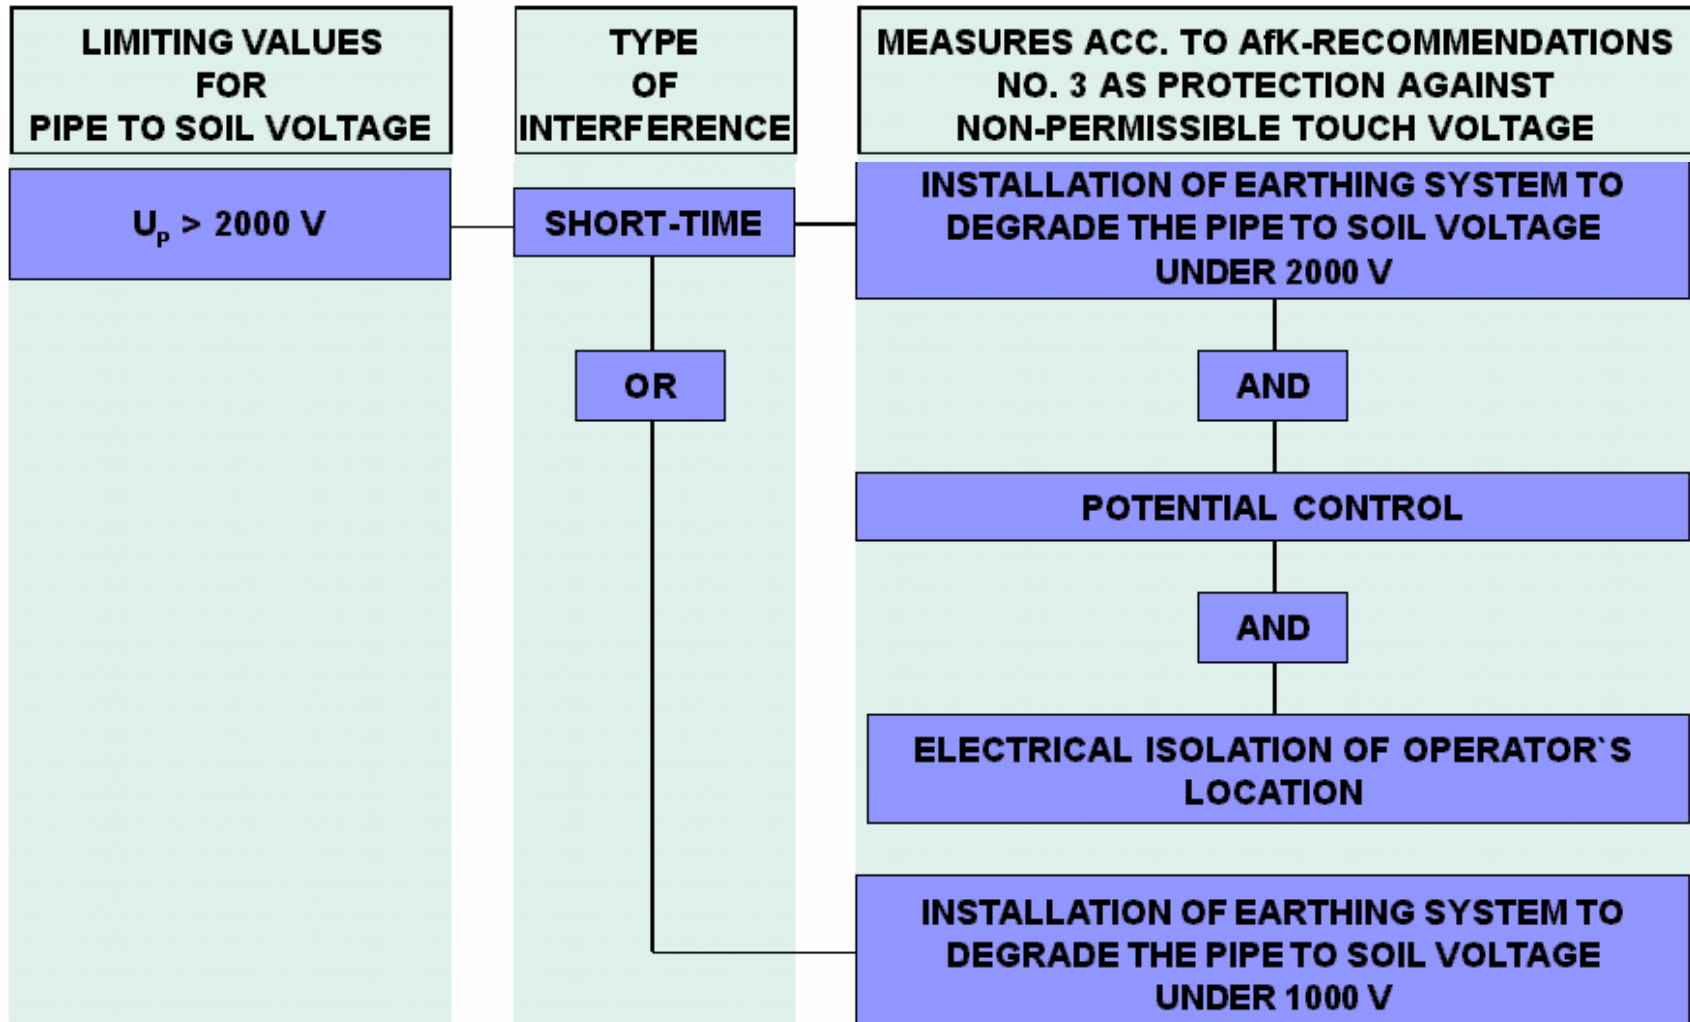 LIMITING VALUES
FOR
PIPE TO SOIL VOLTAGE
TYPE
OF
INTERFERENCE
MEASURES ACC. TO AfK-RECOMMENDATIONS
NO. 3 AS PROTECTION AGAINST
NON-PERMISSIBLE TOUCH VOLTAGE
UP > 2000 V
SHORT-TIME
INSTALLATION OF EARTHING SYSTEM TO
DEGRADE THE PIPE TO SOIL VOLTAGE
UNDER 2000 V
OR
AND
POTENTIAL CONTROL
AND
ELECTRICAL ISOLATION OF OPERATOR`S
LOCATION
INSTALLATION OF EARTHING SYSTEM TO
DEGRADE THE PIPE TO SOIL VOLTAGE
UNDER 1000 V